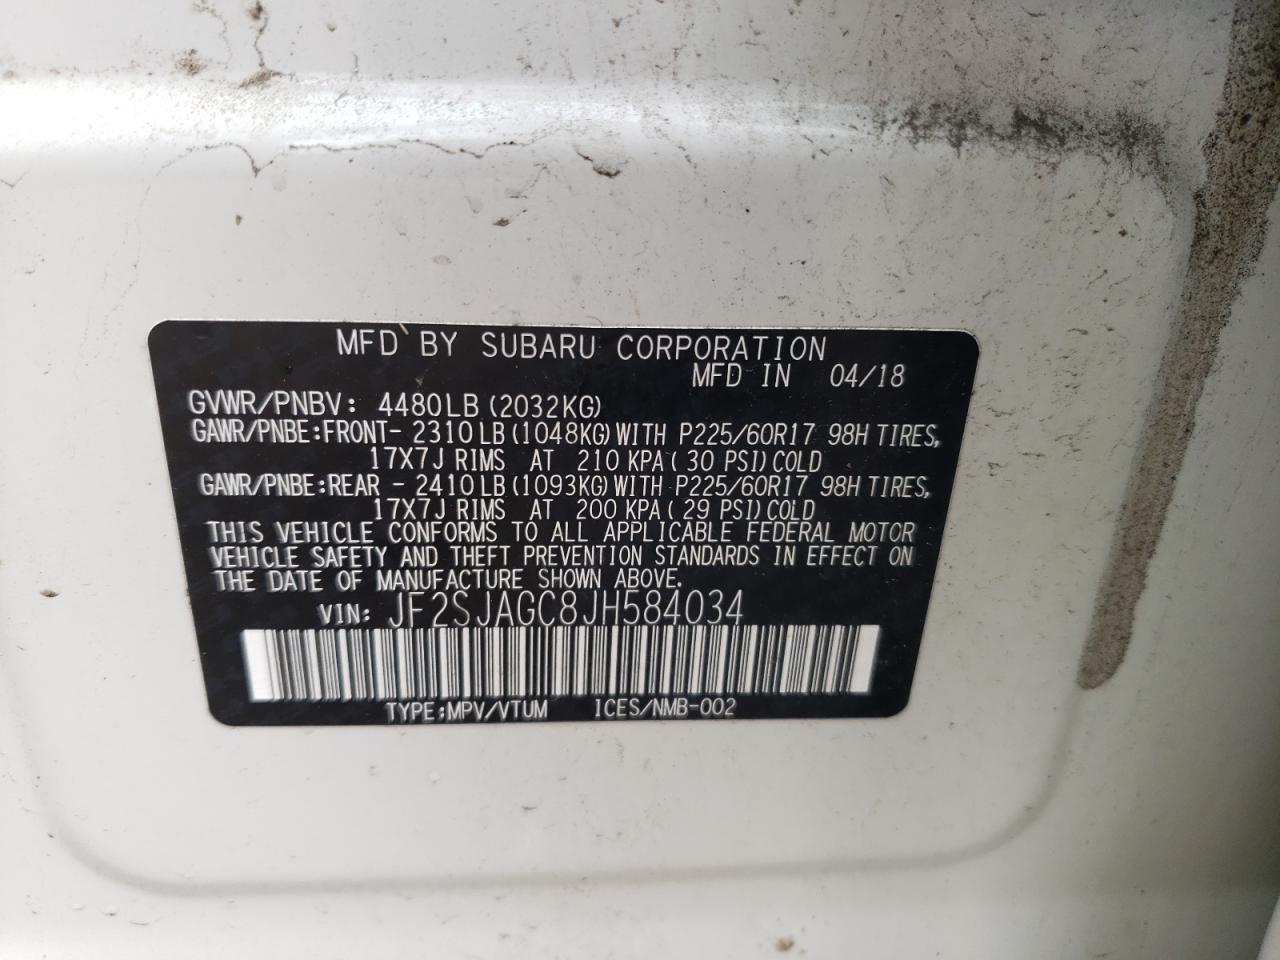 MFD BY SUBARU CORPORATION
MFD IN 04/18
GVWR/PNBV: 4480LB (2032KG)
GAWR/PNBE:FRONT- 2310LB(1048KG)WITH P225/60R17 98H TIRES,
17X7J RIMS AT 210 KPA( 30 PSI)COLD
GAWR/PNBE:REAR - 2410LB(1093KG)WITH P225/60R17 98H TIRES,
17X7J RIMS AT 200 KPA( 29 PSI)COLD
THIS VEHICLE CONFORMS TO ALL APPLICABLE FEDERAL MOTOR
VEHICLE SAFETY AND THEFT PREVENTION STANDARDS IN EFFECT ON
THE DATE OF MANUFACTURE SHOWN ABOVE.
VIN: JF2SJAGC8JH584034
TYPE:MPV/VTUM ICES/NMB-002